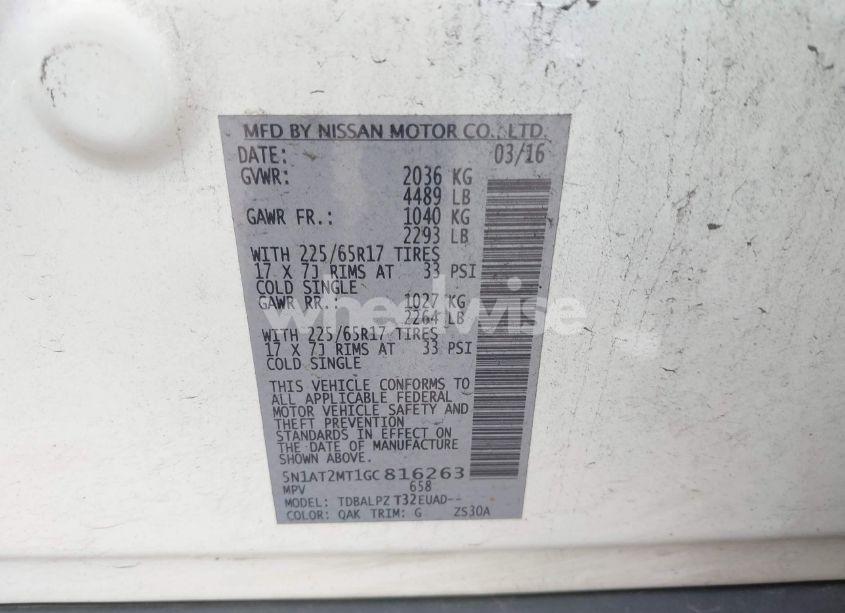 MFD BY NISSAN MOTOR CO., LTD.
DATE: 03/16
GVWR: 2036 KG
4489 LB
GAWR FR.: 1040 KG
2293 LB
WITH 225/65R17 TIRES
17 X 7J RIMS AT 33 PSI
COLD SINGLE
GAWR RR.: 1027 KG
2264 LB
WITH 225/65R17 TIRES
17 X 7J RIMS AT 33 PSI
COLD SINGLE
THIS VEHICLE CONFORMS TO
ALL APPLICABLE FEDERAL
MOTOR VEHICLE SAFETY AND
THEFT PREVENTION
STANDARDS IN EFFECT ON
THE DATE OF MANUFACTURE
SHOWN ABOVE.
5N1AT2MT1GC816263
MPV 658
MODEL: TDBALPZ T32EUAD--
COLOR: QAK TRIM: G ZS30A
wheelwise